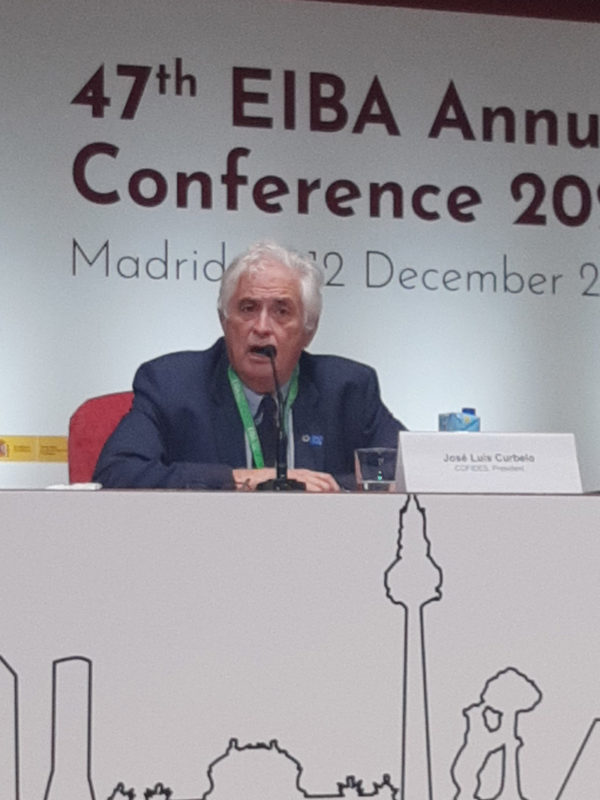 47th EIBA Annu
Conference 20
Madrid 12 December 2
José Luis Curbelo
COFIDES, President